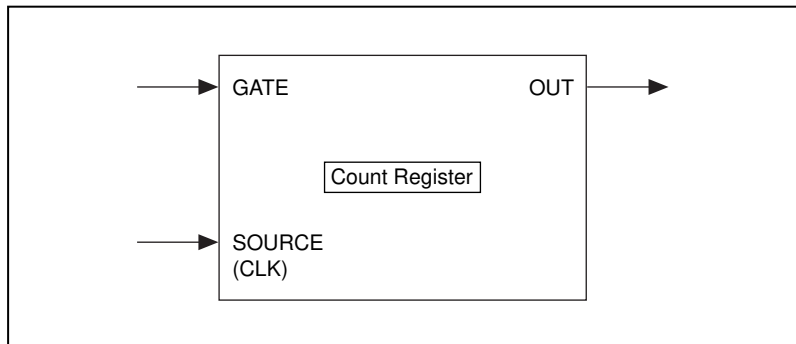 GATE
OUT
Count Register
SOURCE
(CLK)